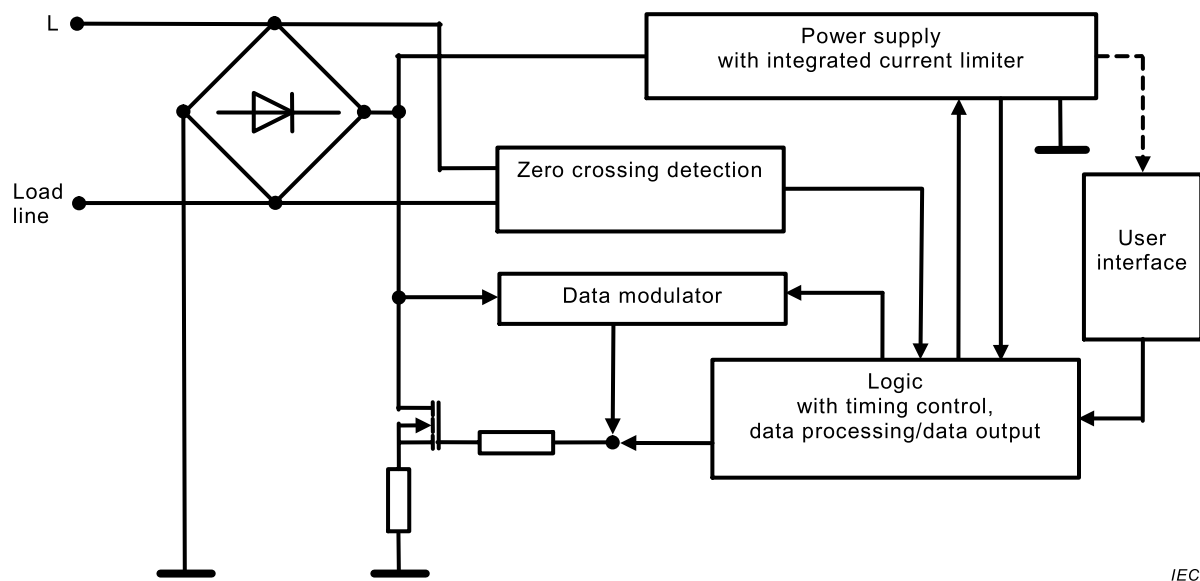 L
Power supply
with integrated current limiter
Zero crossing detection
Load
line
User
interface
Data modulator
Logic
with timing control,
data processing/data output
IEC